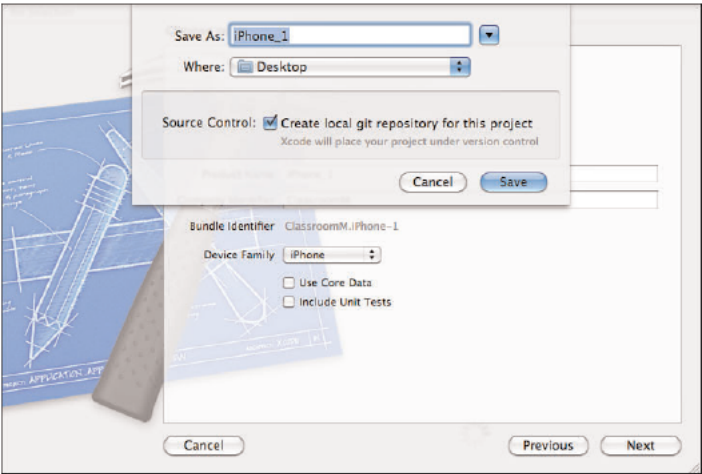 Save As: iPhone_1
Where: Desktop
Source Control: Create local git repository for this project
Xcode will place your project under version control
Cancel Save
Bundle Identifier ClassroomM.iPhone-1
Device Family iPhone
Use Core Data
Include Unit Tests
APPLICATION APP
Cancel Previous Next